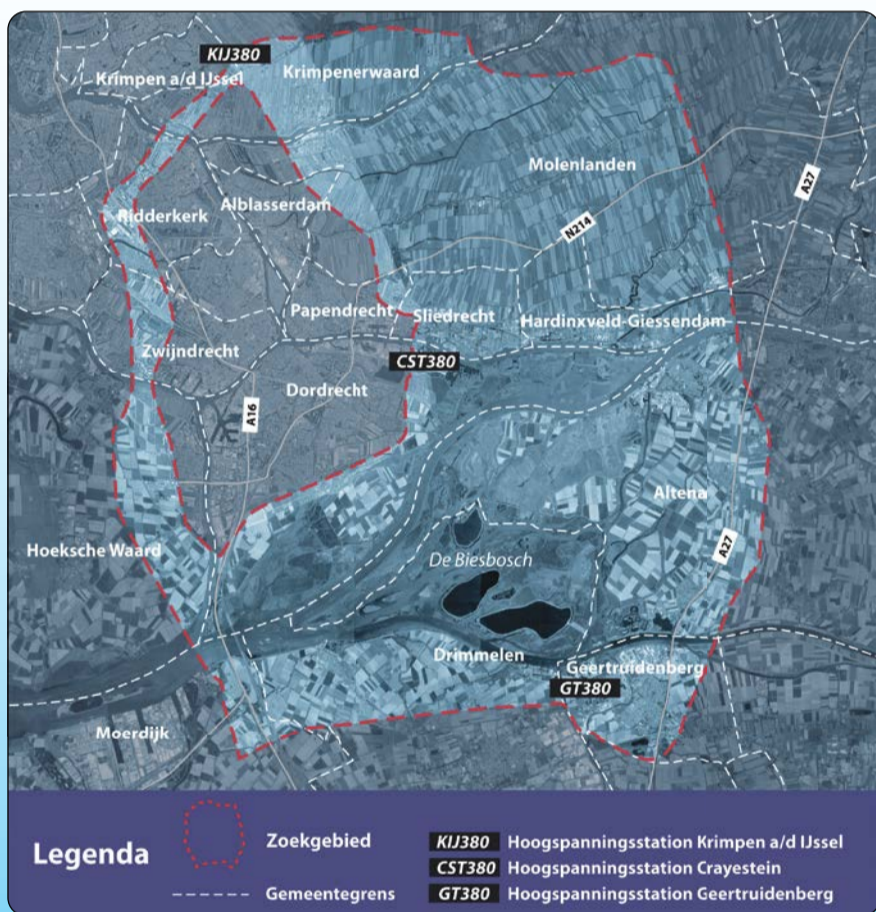 KIJ380
Krimpen a/d IJssel
Krimpenerwaard
Molenlanden
A27
Ridderkerk
Alblasserdam
N214
Papendrecht
Sliedrecht
Hardinxveld-Giessendam
Zwijndrecht
CST380
Dordrecht
A16
Altena
Hoeksche Waard
De Biesbosch
A27
Drimmelen
Geertruidenberg
GT380
Moerdijk
Legenda
Zoekgebied
Gemeentegrens
KIJ380 Hoogspanningsstation Krimpen a/d IJssel
CST380 Hoogspanningsstation Crayestein
GT380 Hoogspanningsstation Geertruidenberg